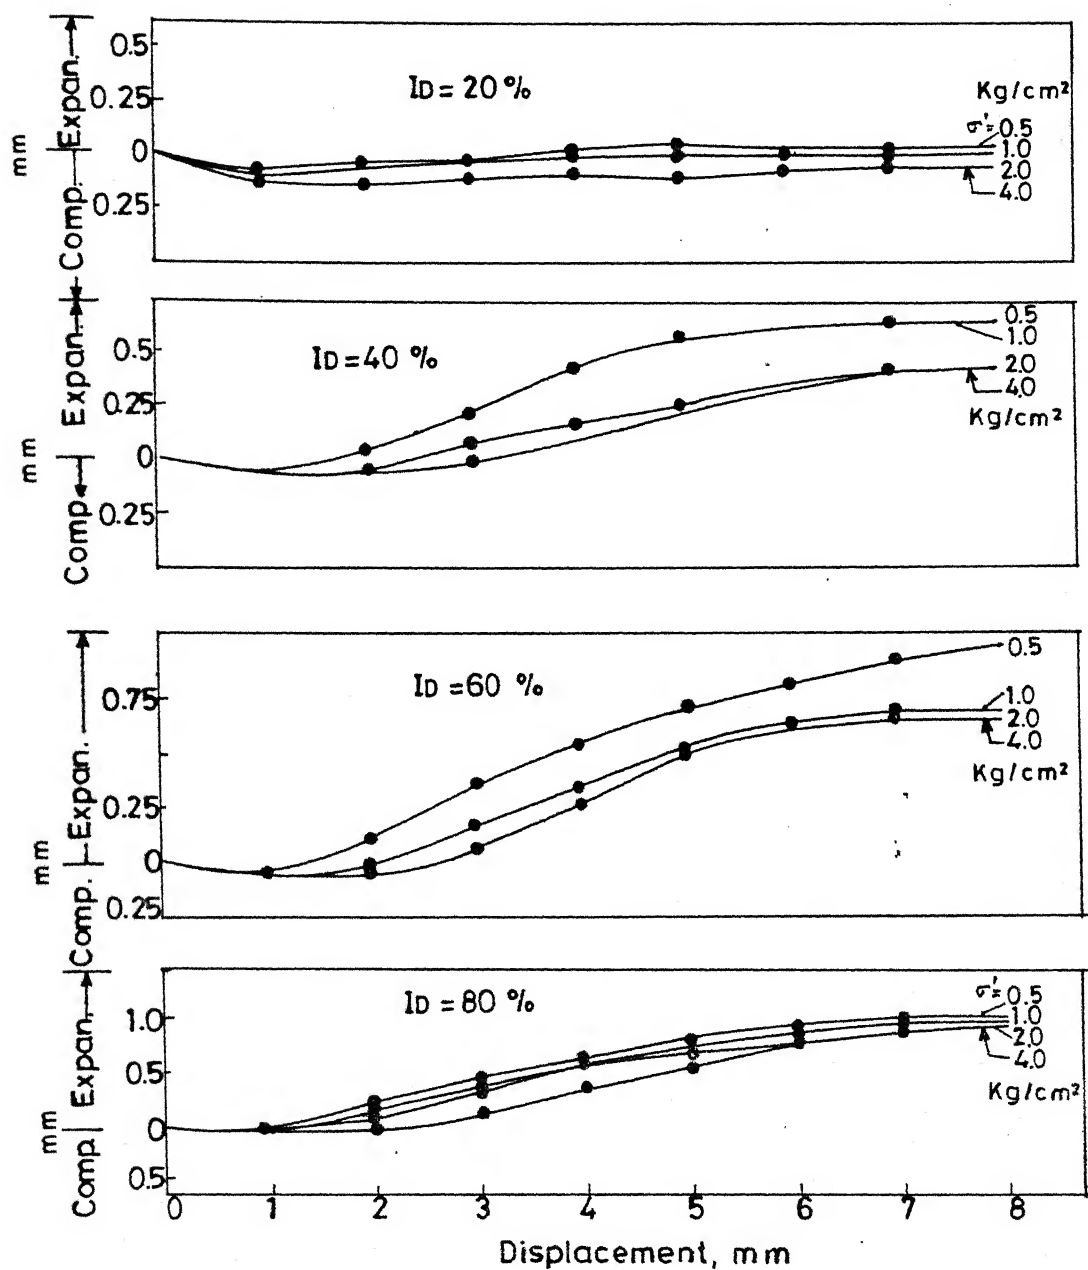 mm
Comp. Expan.
0.5
0.25
0
0.25
ID = 20 %
Kg/cm²
σ'= 0.5
1.0
2.0
4.0
mm
Comp Expan.
0.5
0.25
0
0.25
ID = 40 %
0.5
1.0
2.0
4.0
Kg/cm²
mm
Comp. Expan.
0.75
0.25
0
0.25
ID = 60 %
0.5
1.0
2.0
4.0
Kg/cm²
mm
Comp. Expan.
1.0
0.5
0
0.5
ID = 80 %
σ'= 0.5
1.0
2.0
4.0
Kg/cm²
0 1 2 3 4 5 6 7 8
Displacement, mm